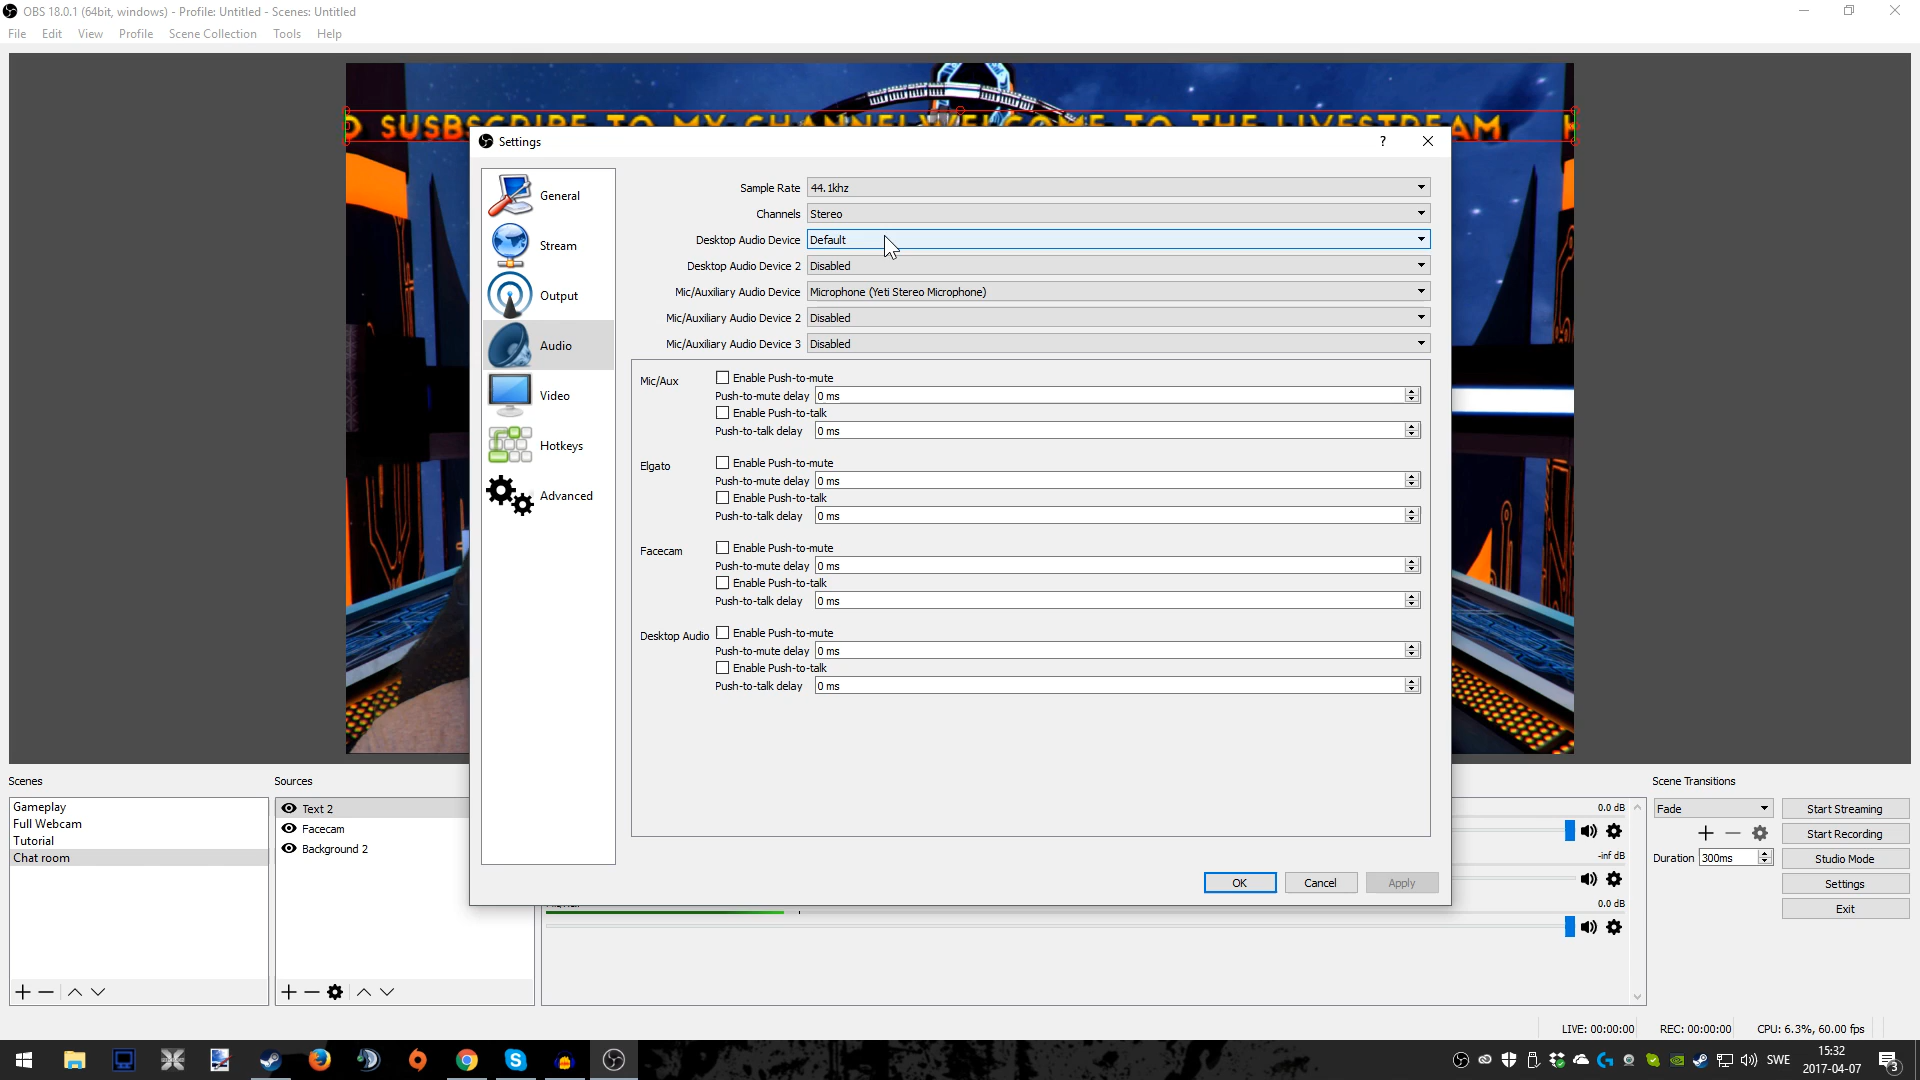 OBS 18.0.1 (64bit, windows) - Profile: Untitled - Scenes: Untitled
File Edit View Profile Scene Collection Tools Help
SUSBSCRIBE TO MY CHANNELWELCOME TO THE LIVESTREAM
Settings
?
General
Stream
Output
Audio
Video
Hotkeys
Advanced
Sample Rate 44.1khz
Channels Stereo
Desktop Audio Device Default
Desktop Audio Device 2 Disabled
Mic/Auxiliary Audio Device Microphone (Yeti Stereo Microphone)
Mic/Auxiliary Audio Device 2 Disabled
Mic/Auxiliary Audio Device 3 Disabled
Mic/Aux Enable Push-to-mute
Push-to-mute delay 0 ms
Enable Push-to-talk
Push-to-talk delay 0 ms
Elgato Enable Push-to-mute
Push-to-mute delay 0 ms
Enable Push-to-talk
Push-to-talk delay 0 ms
Facecam Enable Push-to-mute
Push-to-mute delay 0 ms
Enable Push-to-talk
Push-to-talk delay 0 ms
Desktop Audio Enable Push-to-mute
Push-to-mute delay 0 ms
Enable Push-to-talk
Push-to-talk delay 0 ms
OK Cancel Apply
Scenes
Gameplay
Full Webcam
Tutorial
Chat room
Sources
Text 2
Facecam
Background 2
0.0 dB
-inf dB
0.0 dB
Scene Transitions
Fade
Duration 300ms
Start Streaming
Start Recording
Studio Mode
Settings
Exit
LIVE: 00:00:00 REC: 00:00:00 CPU: 6.3%, 60.00 fps
SWE
15:32
2017-04-07
3